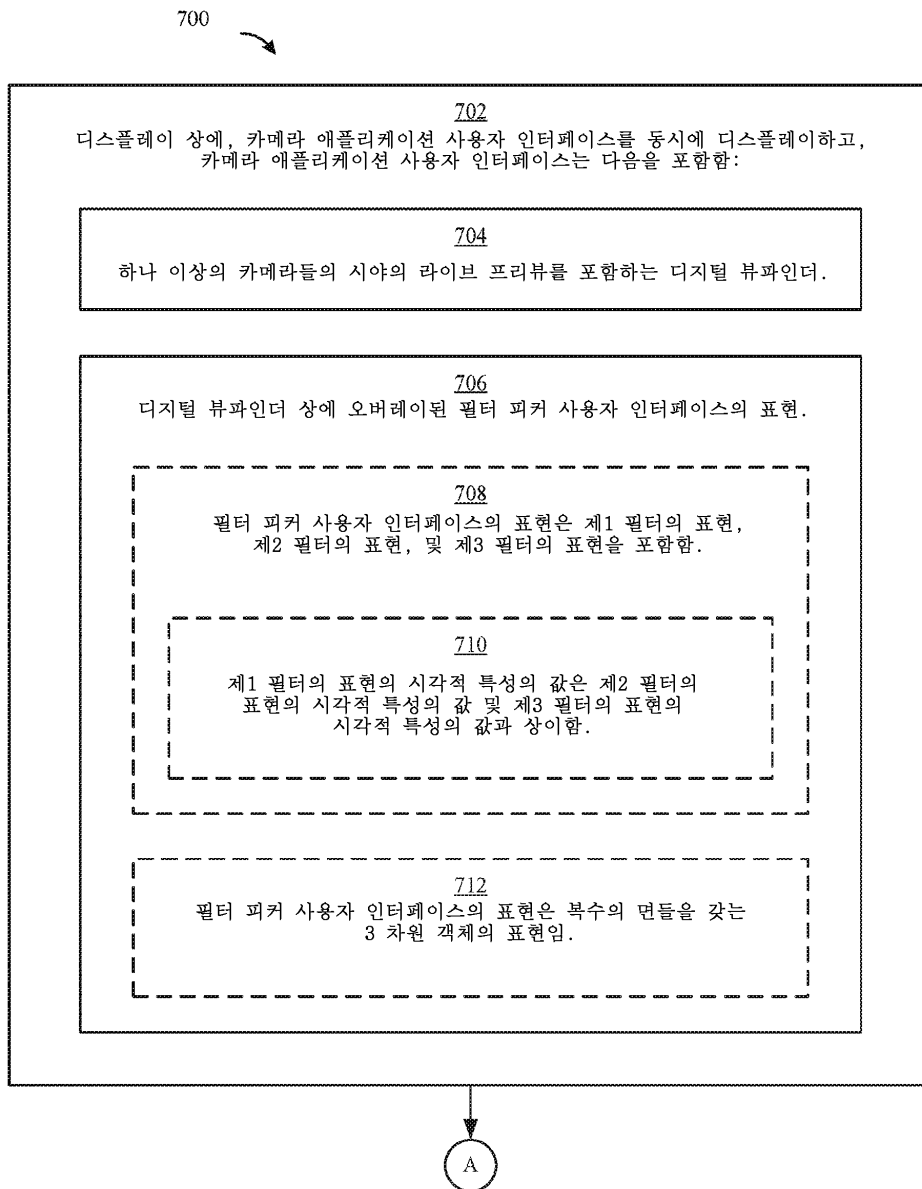 700
702
디스플레이 상에, 카메라 애플리케이션 사용자 인터페이스를 동시에 디스플레이하고,
카메라 애플리케이션 사용자 인터페이스는 다음을 포함함:
704
하나 이상의 카메라들의 시야의 라이브 프리뷰를 포함하는 디지털 뷰파인더.
706
디지털 뷰파인더 상에 오버레이된 필터 피커 사용자 인터페이스의 표현.
708
필터 피커 사용자 인터페이스의 표현은 제1 필터의 표현,
제2 필터의 표현, 및 제3 필터의 표현을 포함함.
710
제1 필터의 표현의 시각적 특성의 값은 제2 필터의
표현의 시각적 특성의 값 및 제3 필터의 표현의
시각적 특성의 값과 상이함.
712
필터 피커 사용자 인터페이스의 표현은 복수의 면들을 갖는
3 차원 객체의 표현임.
A